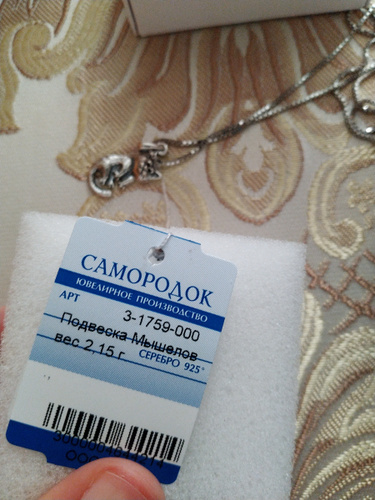 САМОРОДОК
ЮВЕЛИРНОЕ ПРОИЗВОДСТВО
АРТ
3-1759-000
Подвеска Мышелов
вес 2,15 г СЕРЕБРО 925°